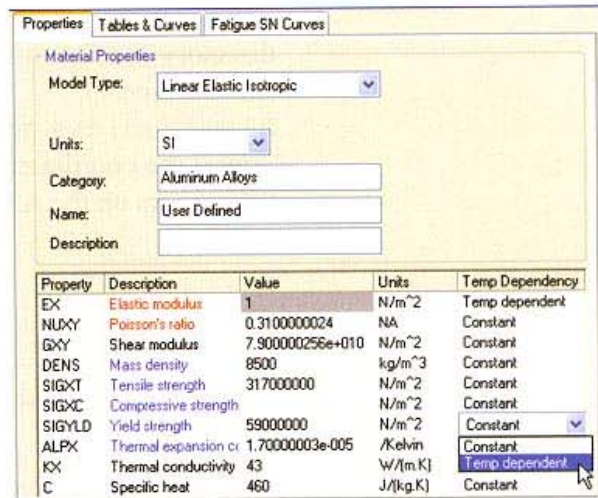 Properties Tables & Curves Fatigue SN Curves
Material Properties
Model Type: Linear Elastic Isotropic
Units: SI
Category: Aluminum Alloys
Name: User Defined
Description
Property Description Value Units Temp Dependency
EX Elastic modulus 1 N/m^2 Temp dependent
NUXY Poisson's ratio 0.3100000024 NA Constant
GXY Shear modulus 7.900000256e+010 N/m^2 Constant
DENS Mass density 8500 kg/m^3 Constant
SIGXT Tensile strength 317000000 N/m^2 Constant
SIGXC Compressive strength N/m^2 Constant
SIGYLD Yield strength 59000000 N/m^2 Constant
ALPX Thermal expansion cc 1.70000003e-005 /Kelvin Constant
KX Thermal conductivity 43 W/(m.K) Temp dependent
C Specific heat 460 J/(kg.K) Constant